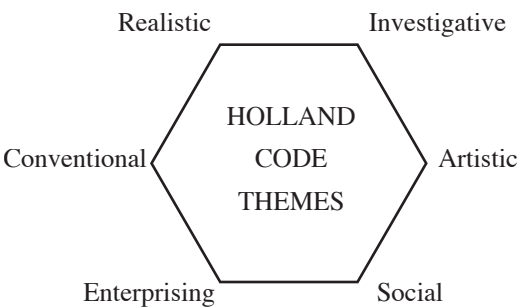 Realistic Investigative
HOLLAND
Conventional CODE Artistic
THEMES
Enterprising Social